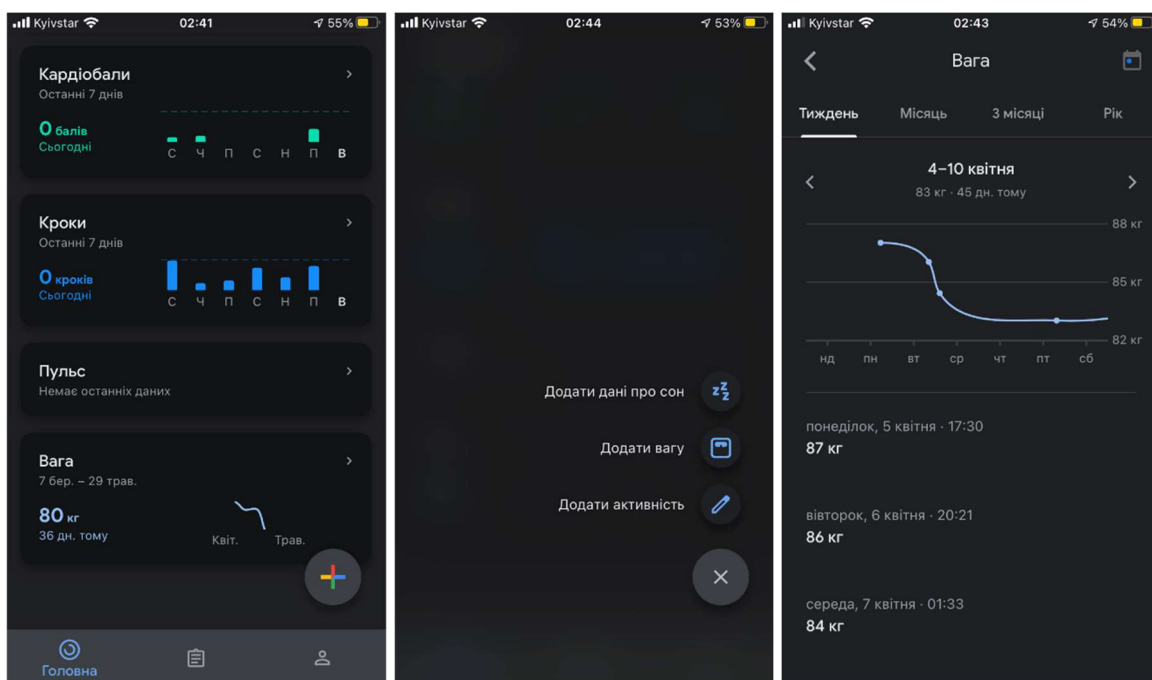 Kyivstar 02:41 55%
Кардіобали
Останні 7 днів
0 балів
Сьогодні
С Ч П С Н П В
Кроки
Останні 7 днів
0 кроків
Сьогодні
С Ч П С Н П В
Пульс
Немає останніх даних
Вага
7 бер. – 29 трав.
80 кг
36 дн. тому
Квіт. Трав.
Головна
Kyivstar 02:44 53%
Додати дані про сон
Додати вагу
Додати активність
Kyivstar 02:43 54%
Вага
Тиждень Місяць 3 місяці Рік
4–10 квітня
83 кг · 45 дн. тому
88 кг
85 кг
82 кг
нд пн вт ср чт пт сб
понеділок, 5 квітня · 17:30
87 кг
вівторок, 6 квітня · 20:21
86 кг
середа, 7 квітня · 01:33
84 кг